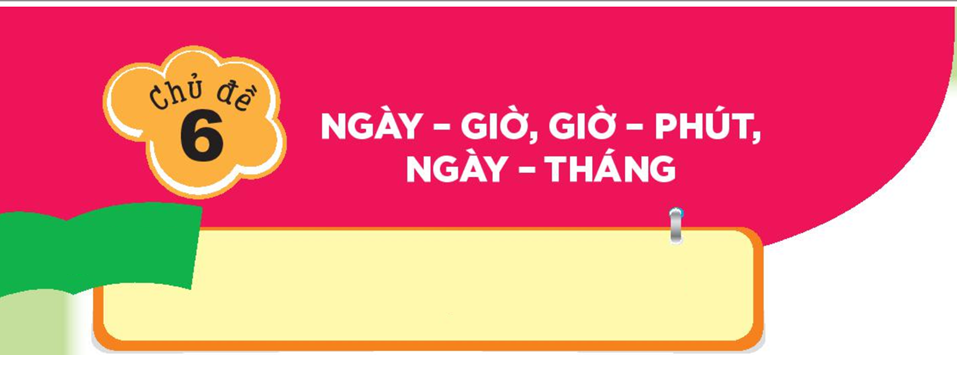 Chủ đề
6
NGÀY – GIỜ, GIỜ – PHÚT,
NGÀY – THÁNG